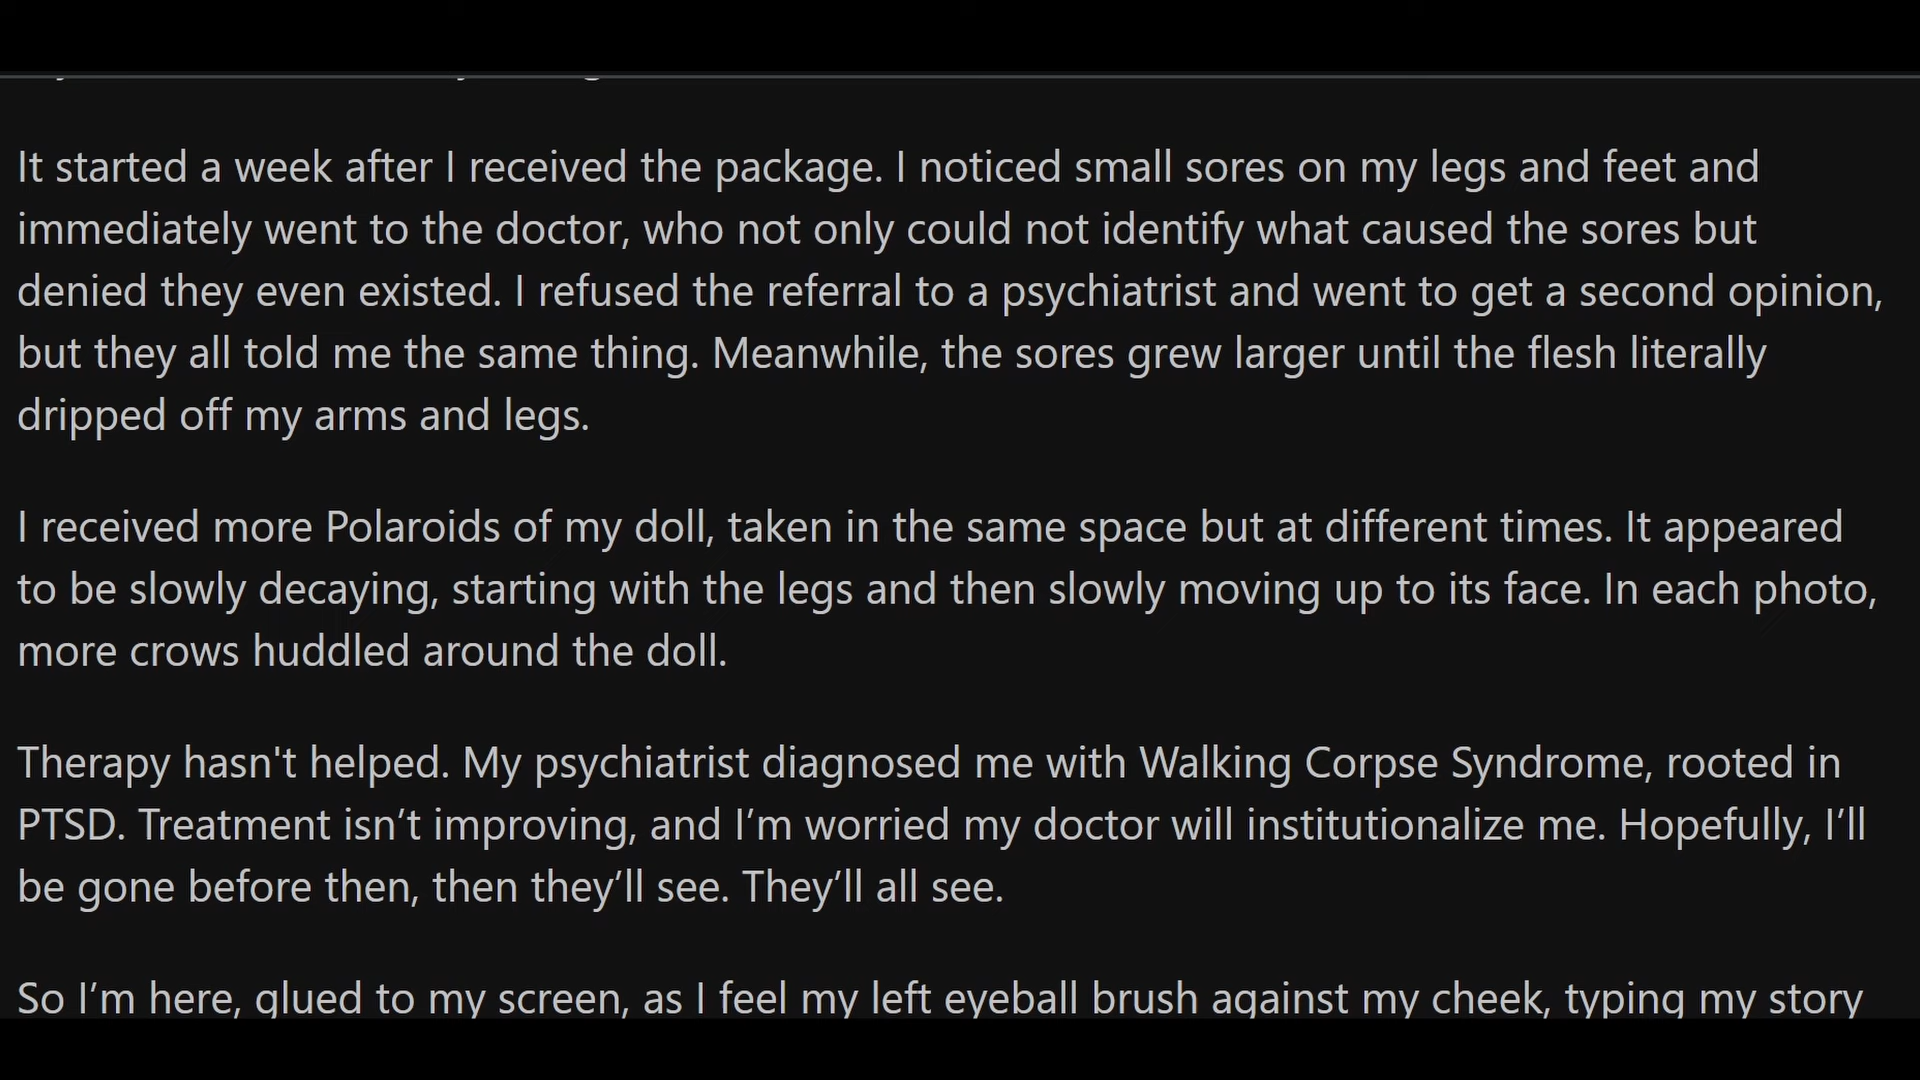 It started a week after I received the package. I noticed small sores on my legs and feet and
immediately went to the doctor, who not only could not identify what caused the sores but
denied they even existed. I refused the referral to a psychiatrist and went to get a second opinion,
but they all told me the same thing. Meanwhile, the sores grew larger until the flesh literally
dripped off my arms and legs.
I received more Polaroids of my doll, taken in the same space but at different times. It appeared
to be slowly decaying, starting with the legs and then slowly moving up to its face. In each photo,
more crows huddled around the doll.
Therapy hasn't helped. My psychiatrist diagnosed me with Walking Corpse Syndrome, rooted in
PTSD. Treatment isn’t improving, and I’m worried my doctor will institutionalize me. Hopefully, I’ll
be gone before then, then they’ll see. They’ll all see.
So I’m here, glued to my screen, as I feel my left eyeball brush against my cheek, typing my story